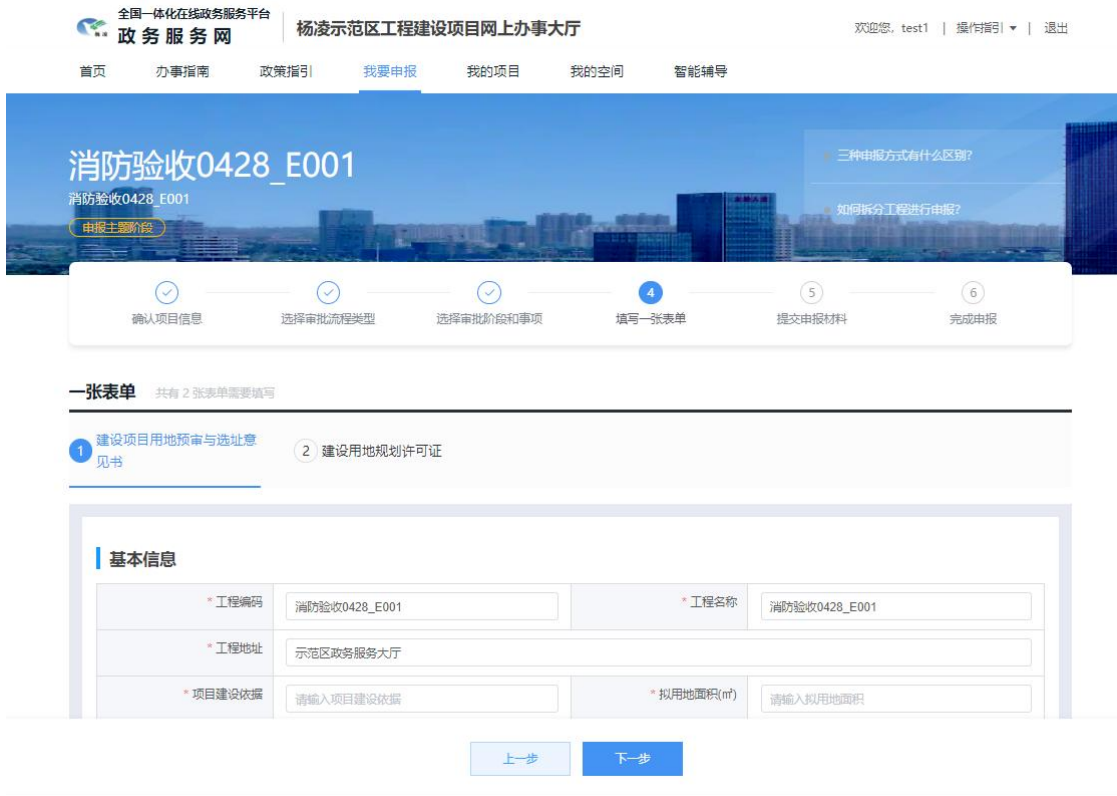 全国一体化在线政务服务平台
政务服务网
杨凌示范区工程建设项目网上办事大厅
欢迎您, test1 | 操作指引 ▾ | 退出
首页 办事指南 政策指引 我要申报 我的项目 我的空间 智能辅导
消防验收0428_E001
消防验收0428_E001
申报主题阶段
三种申报方式有什么区别?
如何拆分工程进行申报?
4 5 6
确认项目信息 选择审批流程类型 选择审批阶段和事项 填写一张表单 提交申报材料 完成申报
一张表单 共有 2 张表单需要填写
1 建设项目用地预审与选址意
见书
2 建设用地规划许可证
基本信息
* 工程编码 消防验收0428_E001 * 工程名称 消防验收0428_E001
* 工程地址 示范区政务服务大厅
* 项目建设依据 请输入项目建设依据 * 拟用地面积(㎡) 请输入拟用地面积
上一步 下一步